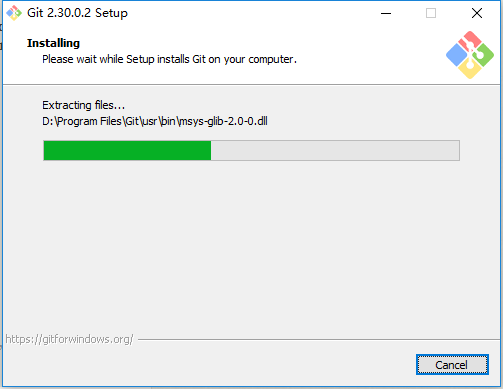 Git 2.30.0.2 Setup
Installing
Please wait while Setup installs Git on your computer.
Extracting files...
D:\Program Files\Git\usr\bin\msys-glib-2.0-0.dll
https://gitforwindows.org/
Cancel